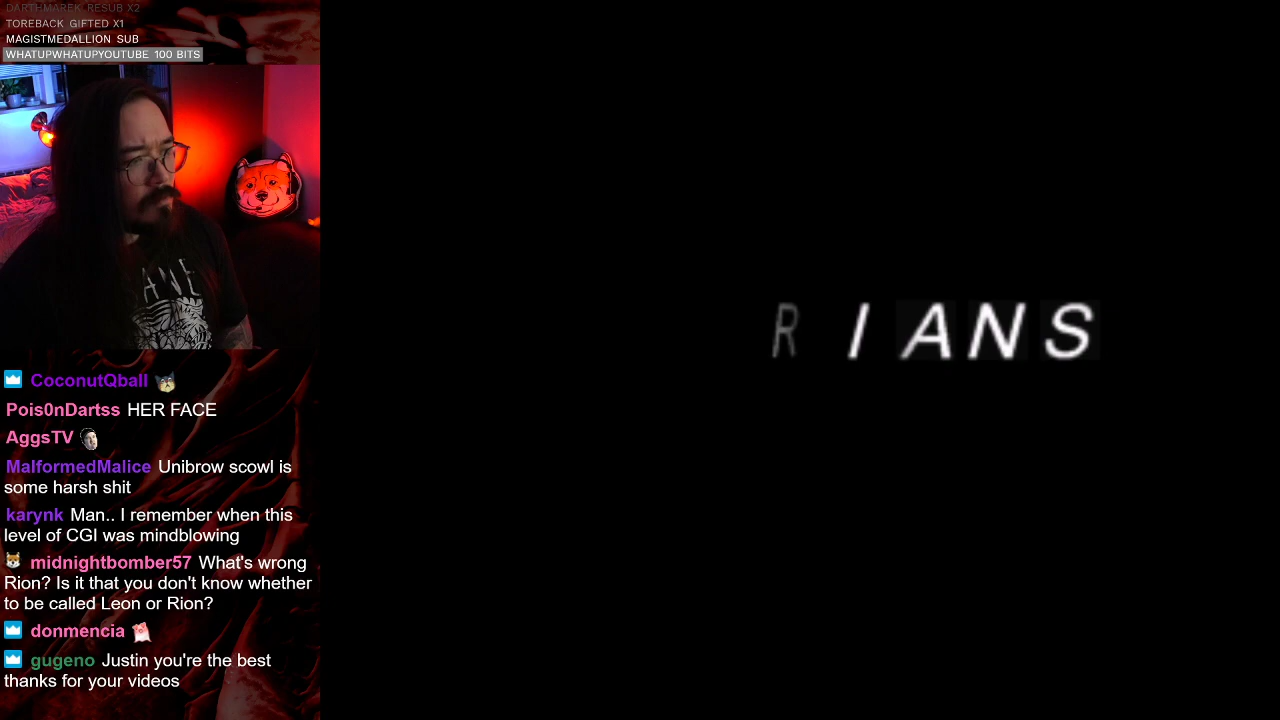 DARTHMAREK RESUB X2
TOREBACK GIFTED X1
MAGISTMEDALLION SUB
WHATUPWHATUPYOUTUBE 100 BITS
CoconutQball
Pois0nDartss HER FACE
AggsTV
MalformedMalice Unibrow scowl is
some harsh shit
karynk Man.. I remember when this
level of CGI was mindblowing
midnightbomber57 What's wrong
Rion? Is it that you don't know whether
to be called Leon or Rion?
donmencia
gugeno Justin you're the best
thanks for your videos
RIANS